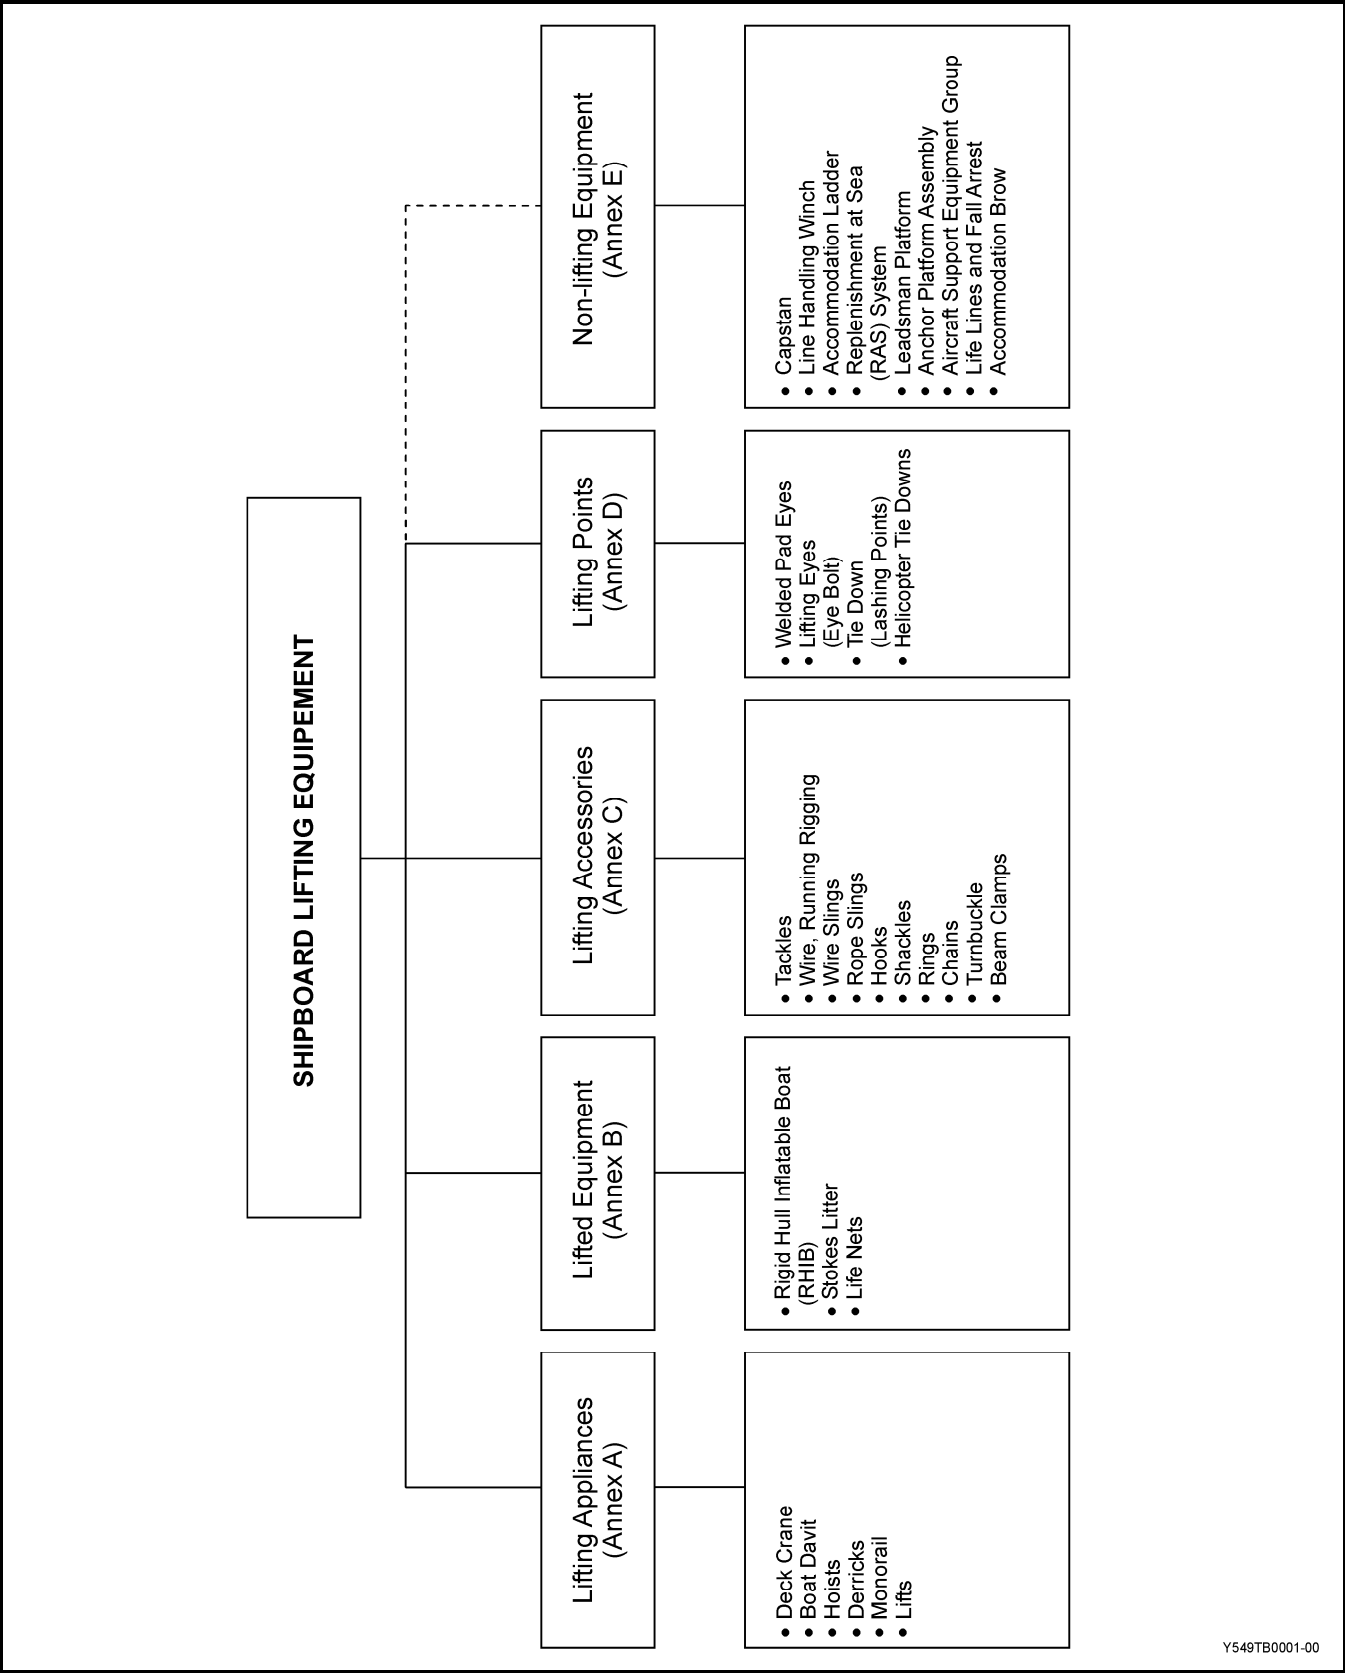 SHIPBOARD LIFTING EQUIPEMENT
Lifting Appliances
(Annex A)
• Deck Crane
• Boat Davit
• Hoists
• Derricks
• Monorail
• Lifts
Lifted Equipment
(Annex B)
• Rigid Hull Inflatable Boat
(RHIB)
• Stokes Litter
• Life Nets
Lifting Accessories
(Annex C)
• Tackles
• Wire, Running Rigging
• Wire Slings
• Rope Slings
• Hooks
• Shackles
• Rings
• Chains
• Turnbuckle
• Beam Clamps
Lifting Points
(Annex D)
• Welded Pad Eyes
• Lifting Eyes
(Eye Bolt)
• Tie Down
(Lashing Points)
• Helicopter Tie Downs
Non-lifting Equipment
(Annex E)
• Capstan
• Line Handling Winch
• Accommodation Ladder
• Replenishment at Sea
(RAS) System
• Leadsman Platform
• Anchor Platform Assembly
• Aircraft Support Equipment Group
• Life Lines and Fall Arrest
• Accommodation Brow
Y549TB0001-00